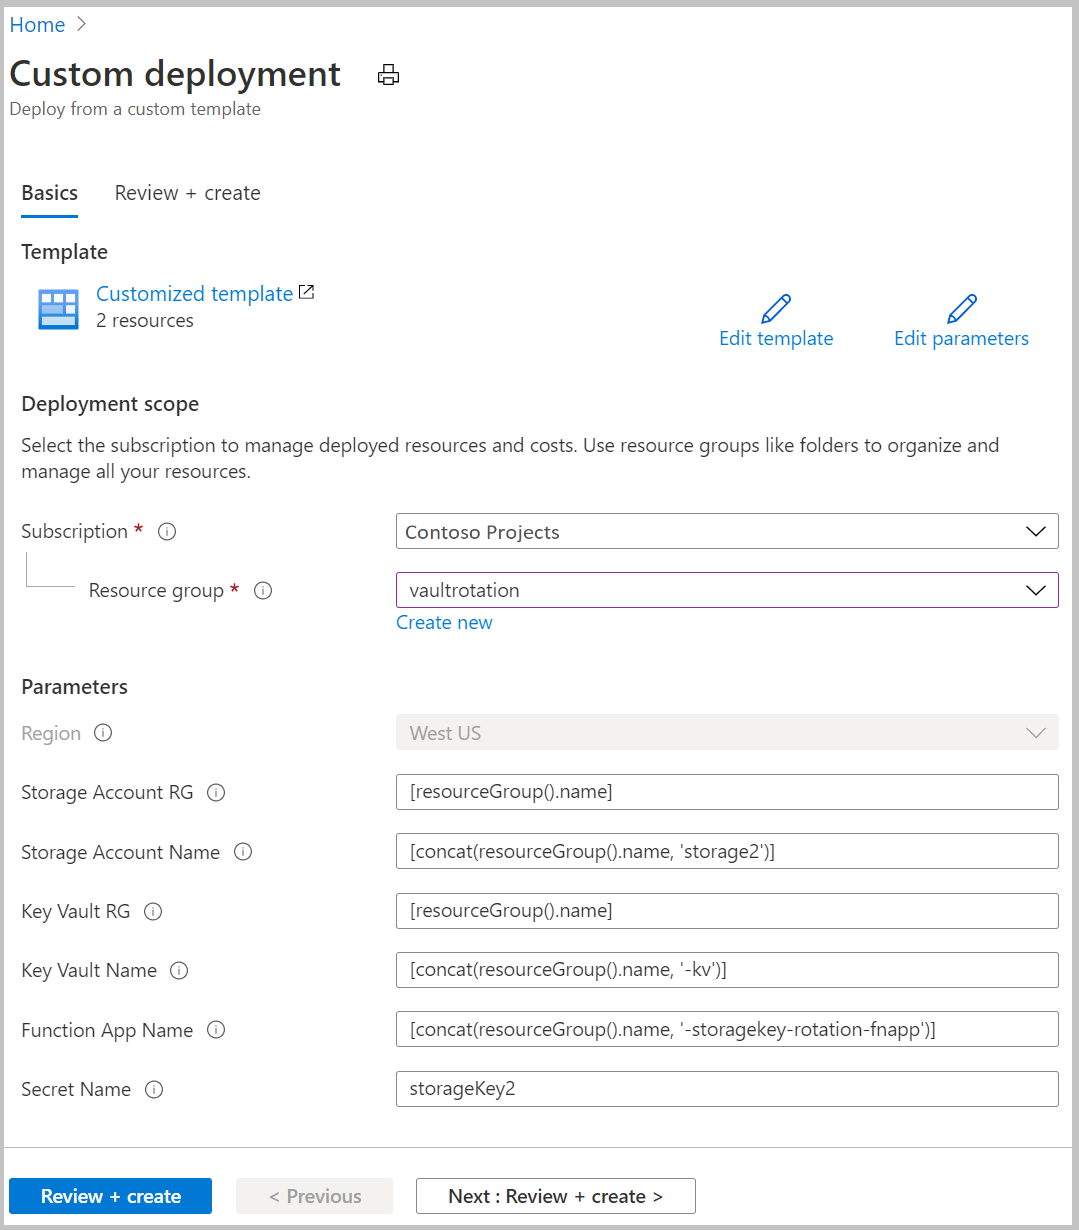 Home >
Custom deployment
Deploy from a custom template
Basics Review + create
Template
Customized template
2 resources
Edit template Edit parameters
Deployment scope
Select the subscription to manage deployed resources and costs. Use resource groups like folders to organize and
manage all your resources.
Subscription * Contoso Projects
Resource group * vaultrotation
Create new
Parameters
Region West US
Storage Account RG [resourceGroup().name]
Storage Account Name [concat(resourceGroup().name, 'storage2')]
Key Vault RG [resourceGroup().name]
Key Vault Name [concat(resourceGroup().name, '-kv')]
Function App Name [concat(resourceGroup().name, '-storagekey-rotation-fnapp')]
Secret Name storageKey2
Review + create < Previous Next : Review + create >